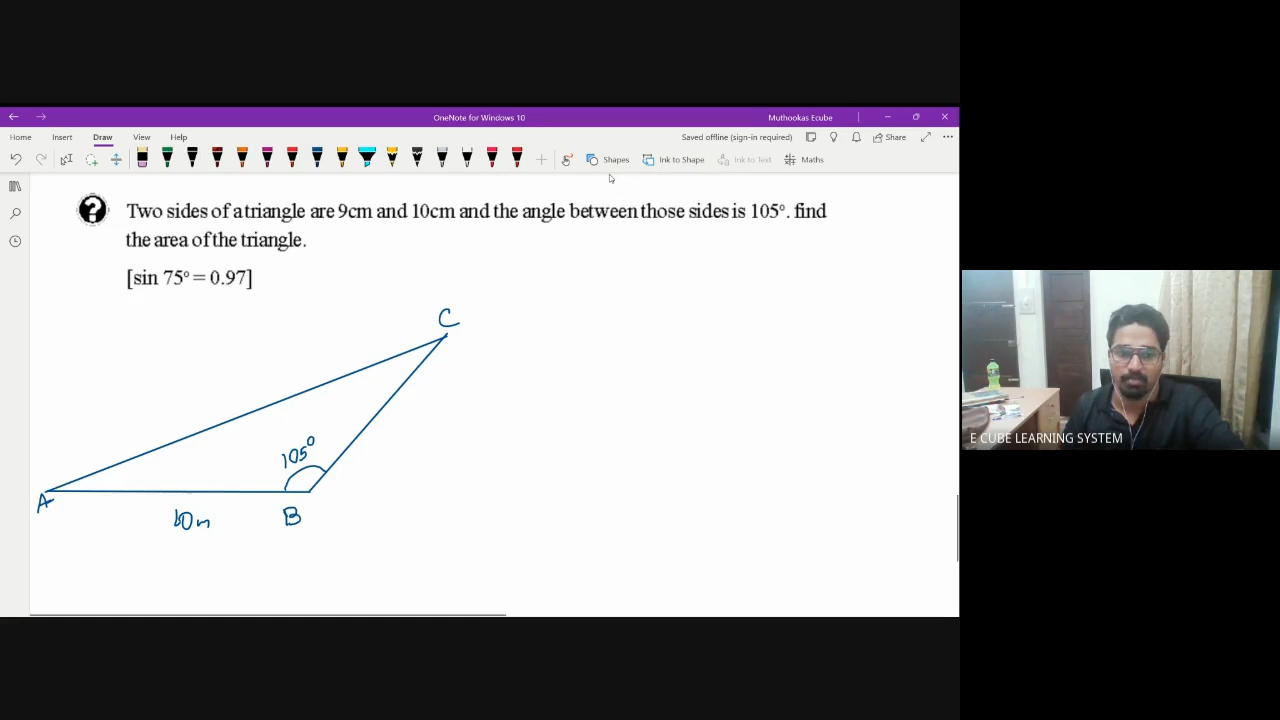 OneNote for Windows 10
Muthookas Ecube
Home Insert Draw View Help
Saved offline (sign-in required)
Share
Shapes
Ink to Shape
Ink to Text
Maths
?
Two sides of a triangle are 9cm and 10cm and the angle between those sides is 105°. find
the area of the triangle.
[sin 75° = 0.97]
C
105°
A
B
E CUBE LEARNING SYSTEM